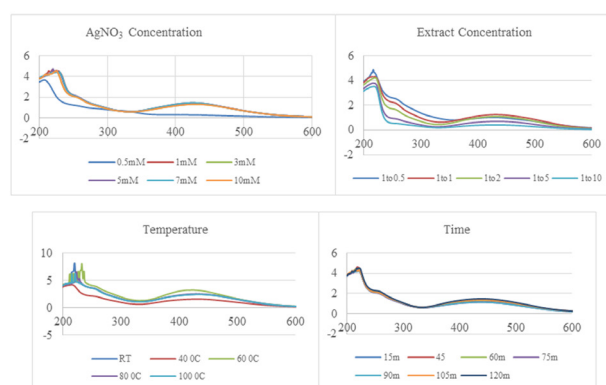 AgNO₃ Concentration
6
4
2
0
-2
200 300 400 500 600
0.5mM 1mM 3mM
5mM 7mM 10mM
Extract Concentration
6
4
2
0
-2
200 300 400 500 600
1to0.5 1to1 1to2 1to5 1to10
Temperature
10
5
0
-5
200 300 400 500 600
RT 40 0C 60 0C
80 0C 100 0C
Time
6
4
2
0
-2
200 300 400 500 600
15m 45 60m 75m
90m 105m 120m